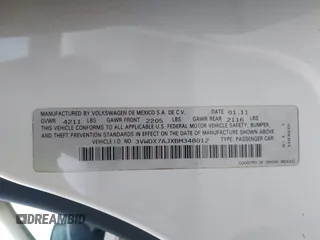 MANUFACTURED BY VOLKSWAGEN DE MEXICO S.A. DE C.V. DATE 01.11
GVWR 4211 LBS GAWR FRONT 2205 LBS GAWR REAR 2116 LBS
THIS VEHICLE CONFORMS TO ALL APPLICABLE U.S. FEDERAL MOTOR VEHICLE SAFETY, BUMPER,
AND THEFT PREVENTION STANDARDS IN EFFECT ON THE DATE OF MANUFACTURE SHOWN ABOVE.
VEHICLE I.D. NO.: 3VWDX7AJXBM348012 TYPE: PASSENGER CAR
DREAMBID